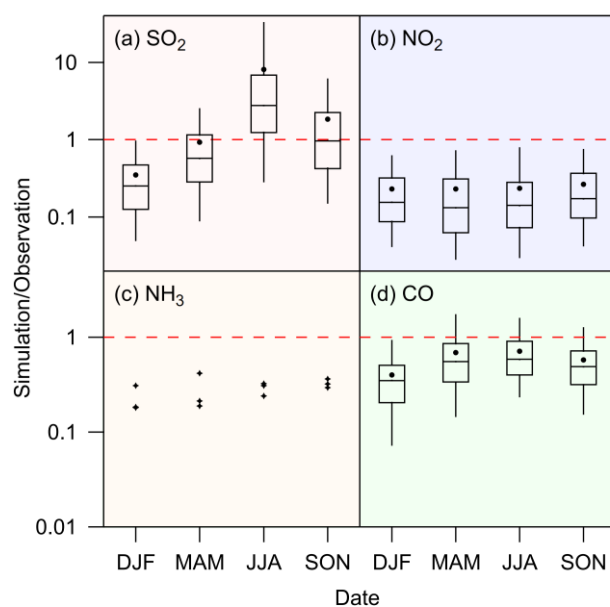 (a) SO₂
(b) NO₂
10
1
0.1
Simulation/Observation
(c) NH₃
(d) CO
1
0.1
0.01
DJF MAM JJA SON DJF MAM JJA SON
Date